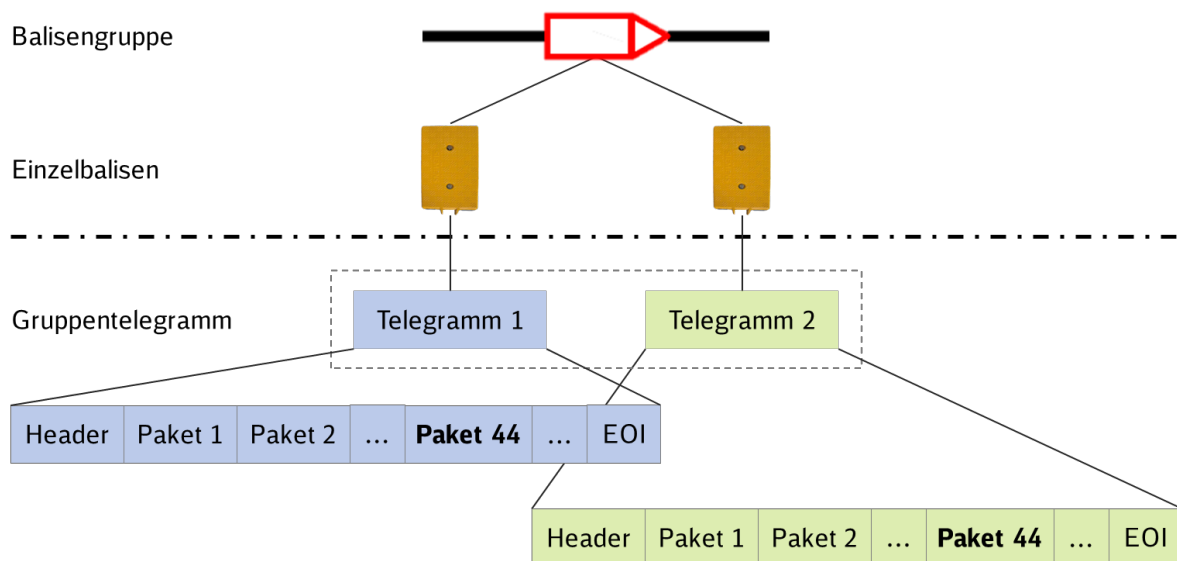 Balisengruppe
Einzelbalisen
Gruppentelegramm
Telegramm 1
Telegramm 2
Header Paket 1 Paket 2 ... Paket 44 ... EOI
Header Paket 1 Paket 2 ... Paket 44 ... EOI